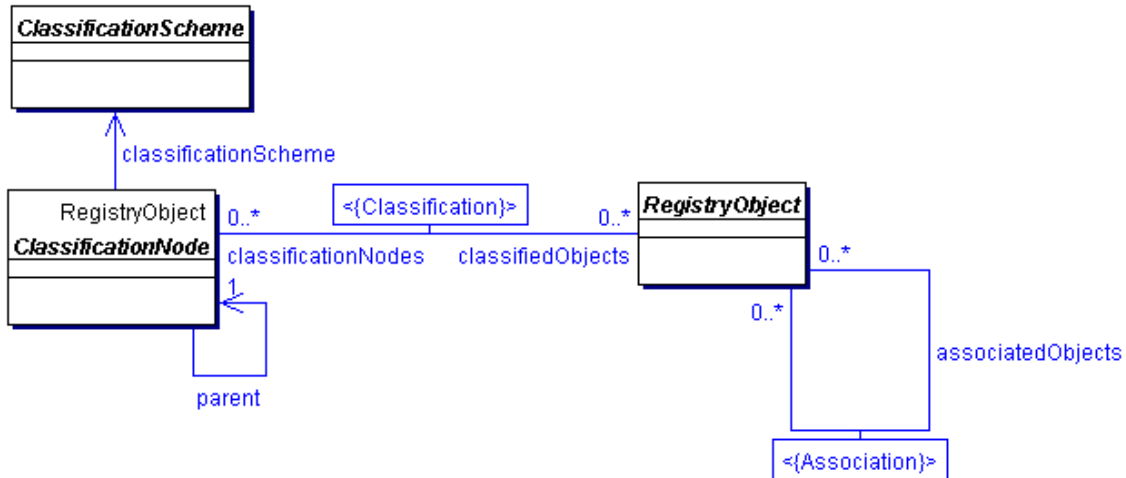 ClassificationScheme
classificationScheme
RegistryObject
ClassificationNode
0..*
<{Classification}>
0..*
RegistryObject
classificationNodes
classifiedObjects
0..*
1
0..*
associatedObjects
parent
<{Association}>